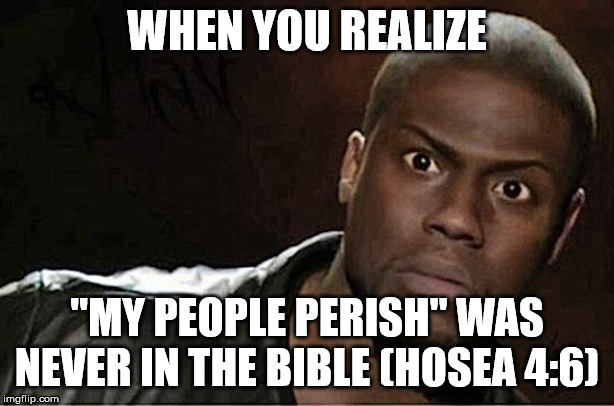 WHEN YOU REALIZE
"MY PEOPLE PERISH" WAS
NEVER IN THE BIBLE (HOSEA 4:6)
imgflip.com